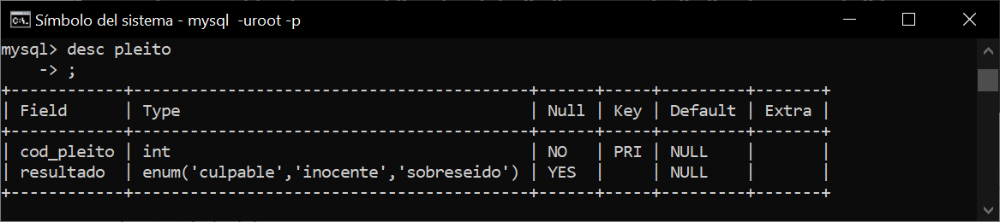 Símbolo del sistema - mysql  -uroot -p
mysql> desc pleito
    -> ;
+------------+---------------------------------------+------+-----+---------+-------+
| Field      | Type                                  | Null | Key | Default | Extra |
+------------+---------------------------------------+------+-----+---------+-------+
| cod_pleito | int                                   | NO   | PRI | NULL    |       |
| resultado  | enum('culpable','inocente','sobreseido') | YES  |     | NULL    |       |
+------------+---------------------------------------+------+-----+---------+-------+